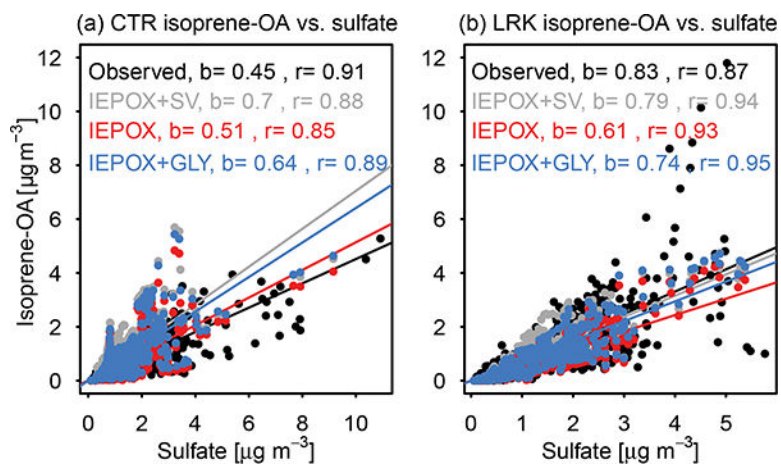 (a) CTR isoprene-OA vs. sulfate
(b) LRK isoprene-OA vs. sulfate
Observed, b= 0.45 , r= 0.91
IEPOX+SV, b= 0.7 , r= 0.88
IEPOX, b= 0.51 , r= 0.85
IEPOX+GLY, b= 0.64 , r= 0.89
Isoprene-OA [µg m⁻³]
12
10
8
6
4
2
0
0 2 4 6 8 10
Sulfate [µg m⁻³]
Observed, b= 0.83 , r= 0.87
IEPOX+SV, b= 0.79 , r= 0.94
IEPOX, b= 0.61 , r= 0.93
IEPOX+GLY, b= 0.74 , r= 0.95
12
10
8
6
4
2
0
0 1 2 3 4 5
Sulfate [µg m⁻³]